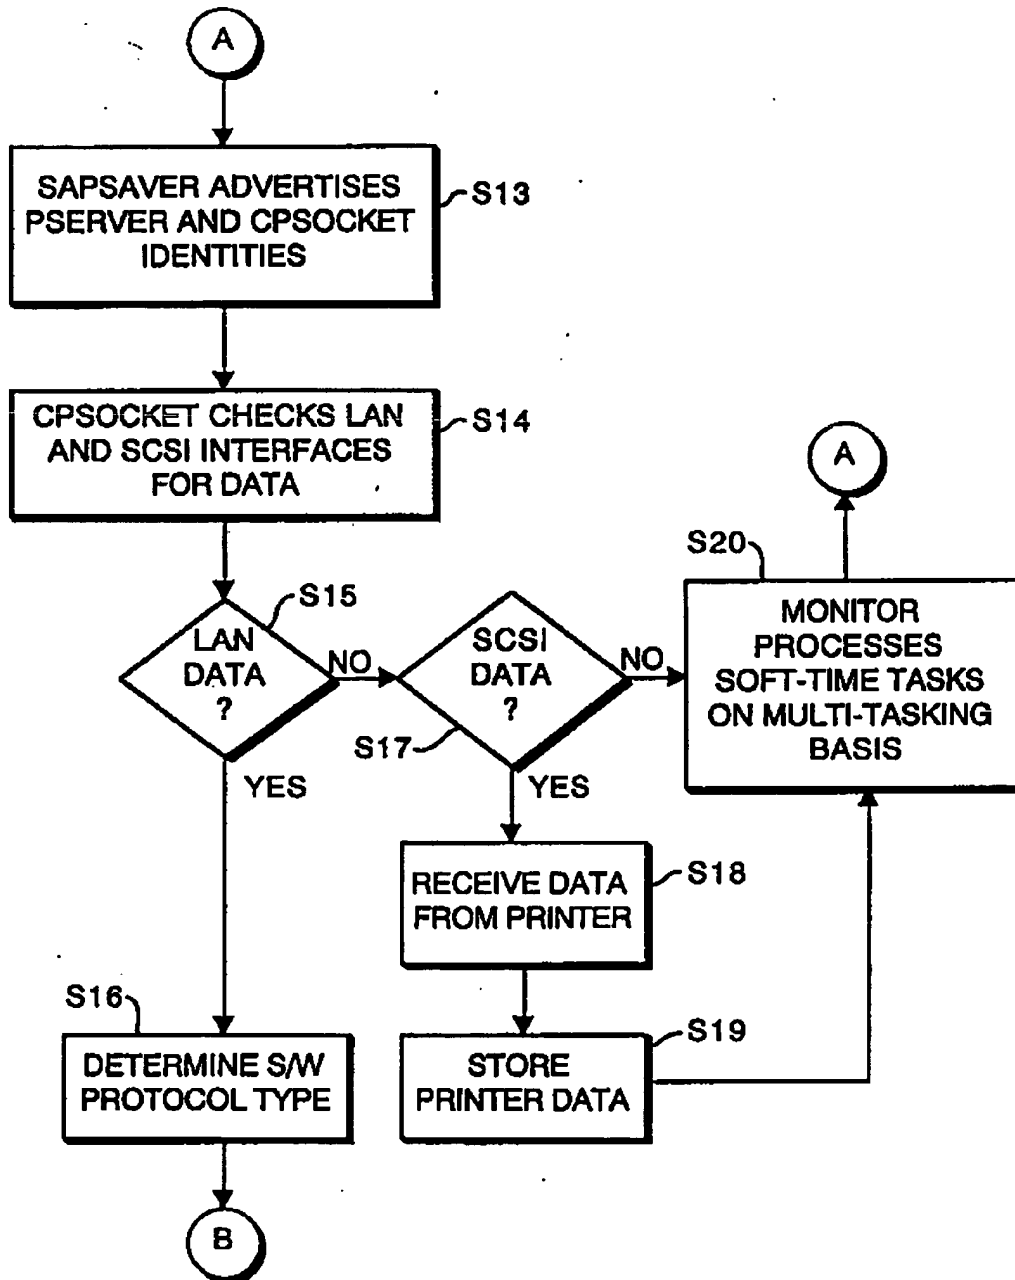 A
SAPSAVER ADVERTISES
PSERVER AND CPSOCKET
IDENTITIES
S13
CPSOCKET CHECKS LAN
AND SCSI INTERFACES
FOR DATA
S14
LAN
DATA
?
S15
NO
YES
SCSI
DATA
?
S17
NO
YES
A
S20
MONITOR
PROCESSES
SOFT-TIME TASKS
ON MULTI-TASKING
BASIS
RECEIVE DATA
FROM PRINTER
S18
S16
DETERMINE S/W
PROTOCOL TYPE
STORE
PRINTER DATA
S19
B